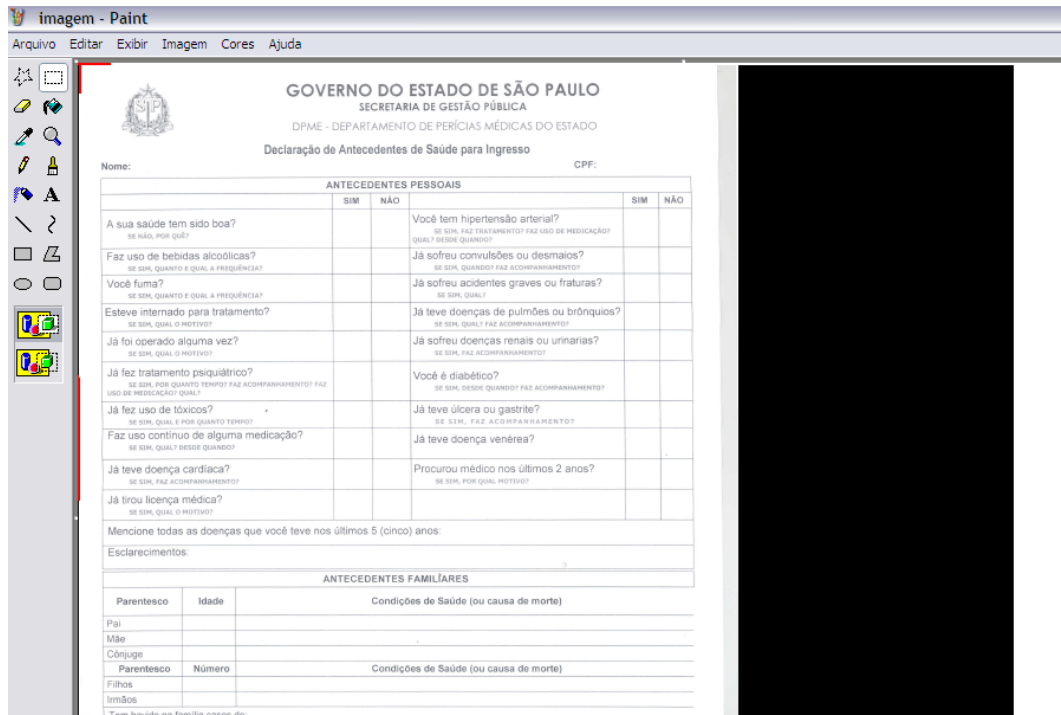 imagem - Paint
Arquivo Editar Exibir Imagem Cores Ajuda
GOVERNO DO ESTADO DE SÃO PAULO
SECRETARIA DE GESTÃO PÚBLICA
DPME - DEPARTAMENTO DE PERÍCIAS MÉDICAS DO ESTADO
Declaração de Antecedentes de Saúde para Ingresso
Nome: CPF:
ANTECEDENTES PESSOAIS
SIM NÃO SIM NÃO
A sua saúde tem sido boa?
SE NÃO, POR QUÊ?
Você tem hipertensão arterial?
SE SIM, FAZ TRATAMENTO? FAZ USO DE MEDICAÇÃO?
QUAL? DESDE QUANDO?
Faz uso de bebidas alcoólicas?
SE SIM, QUANTO E QUAL A FREQUÊNCIA?
Já sofreu convulsões ou desmaios?
SE SIM, QUANDO? FAZ ACOMPANHAMENTO?
Você fuma?
SE SIM, QUANTO E QUAL A FREQUÊNCIA?
Já sofreu acidentes graves ou fraturas?
SE SIM, QUAL?
Esteve internado para tratamento?
SE SIM, QUAL O MOTIVO?
Já teve doenças de pulmões ou brônquios?
SE SIM, QUAL? FAZ ACOMPANHAMENTO?
Já foi operado alguma vez?
SE SIM, QUAL O MOTIVO?
Já sofreu doenças renais ou urinarias?
SE SIM, FAZ ACOMPANHAMENTO?
Já fez tratamento psiquiátrico?
SE SIM, POR QUANTO TEMPO? FAZ ACOMPANHAMENTO? FAZ
USO DE MEDICAÇÃO? QUAL?
Você é diabético?
SE SIM, DESDE QUANDO? FAZ ACOMPANHAMENTO?
Já fez uso de tóxicos?
SE SIM, QUAL E POR QUANTO TEMPO?
Já teve úlcera ou gastrite?
SE SIM, FAZ ACOMPANHAMENTO?
Faz uso contínuo de alguma medicação?
SE SIM, QUAL? DESDE QUANDO?
Já teve doença venérea?
Já teve doença cardíaca?
SE SIM, FAZ ACOMPANHAMENTO?
Procurou médico nos últimos 2 anos?
SE SIM, POR QUAL MOTIVO?
Já tirou licença médica?
SE SIM, QUAL O MOTIVO?
Mencione todas as doenças que você teve nos últimos 5 (cinco) anos:
Esclarecimentos:
ANTECEDENTES FAMILÍARES
Parentesco Idade Condições de Saúde (ou causa de morte)
Pai
Mãe
Cônjuge
Parentesco Número Condições de Saúde (ou causa de morte)
Filhos
Irmãos
Tem havido na família casos de: